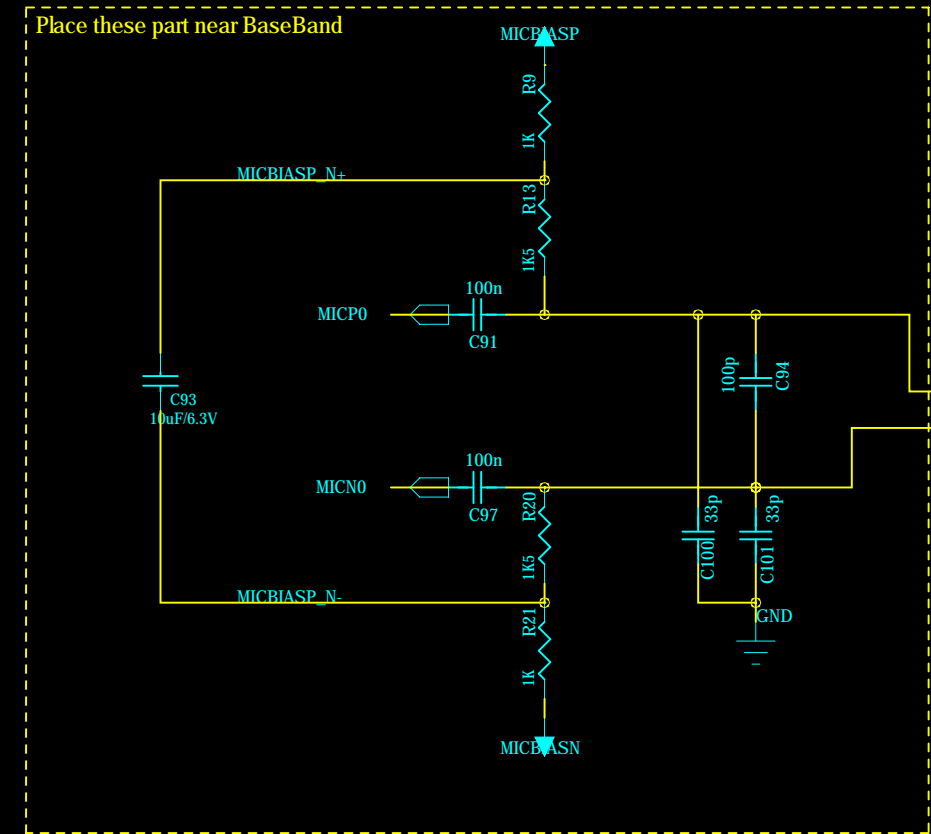 Place these part near BaseBand
MICBIASP
R9
1K
MICBIASP_N+
R13
1K5
100n
MICP0
C91
100p
C94
C93
10uF/6.3V
100n
MICN0
C97
R20
1K5
33p
C100
33p
C101
MICBIASP_N-
GND
R21
1K
MICBIASN